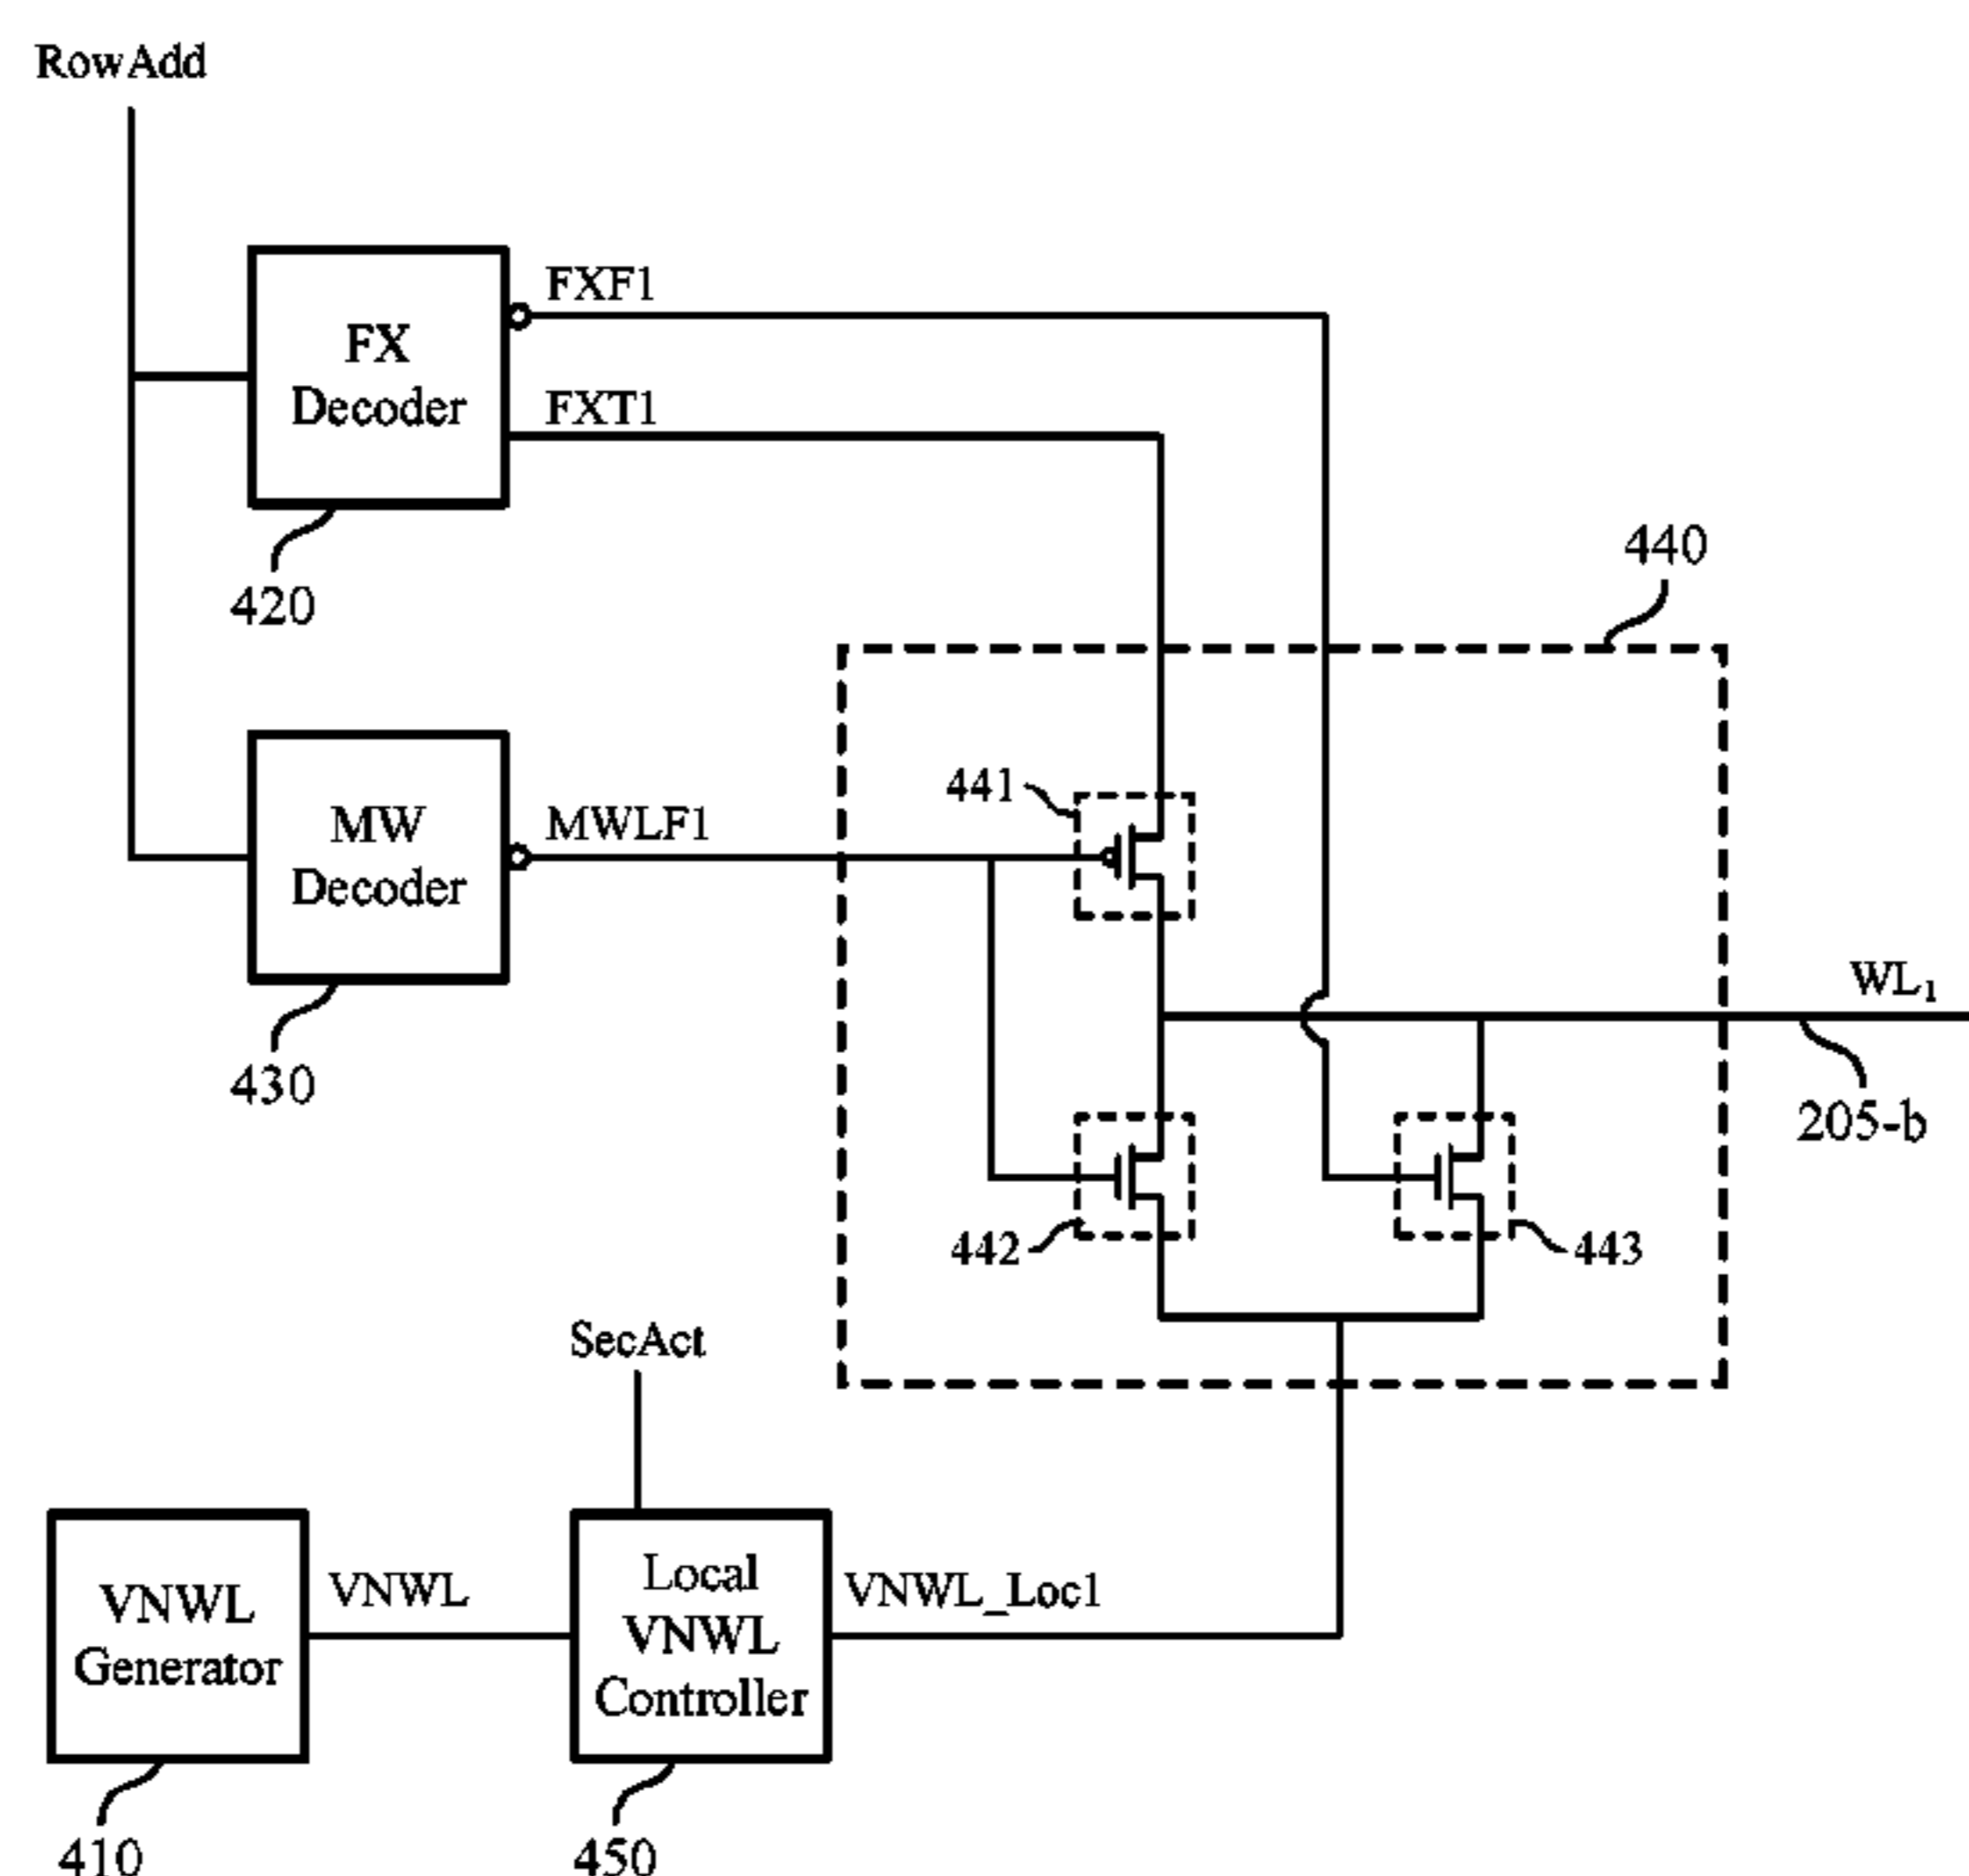 RowAdd
FX
Decoder
FXF1
FXT1
420
440
MW
Decoder
MWLF1
430
441
WL₁
205-b
442
443
SecAct
VNWL
Generator
VNWL
Local
VNWL
Controller
VNWL_Loc1
410
450